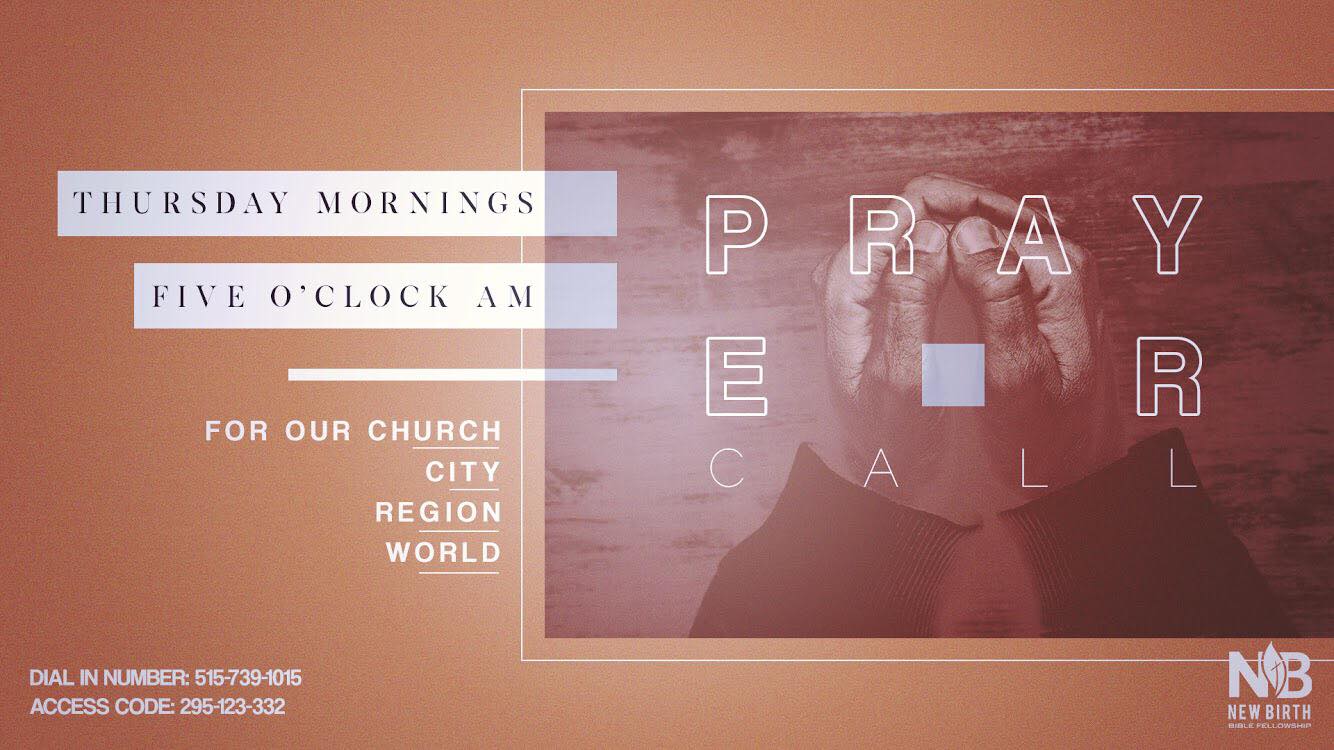 THURSDAY MORNINGS
FIVE O'CLOCK AM
FOR OUR CHURCH
CITY
REGION
WORLD
PRAY
ER
CALL
DIAL IN NUMBER: 515-739-1015
ACCESS CODE: 295-123-332
NB
NEW BIRTH
BIBLE FELLOWSHIP